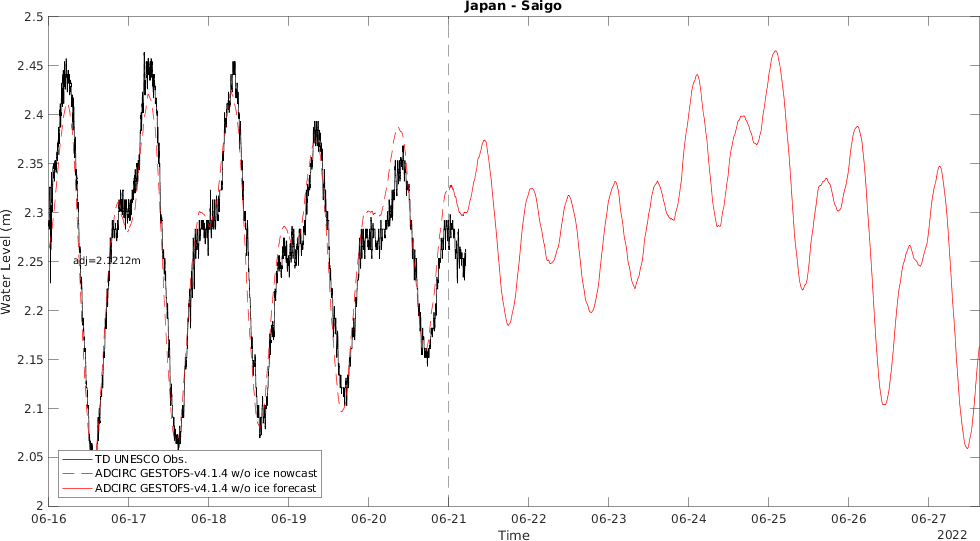 Japan - Saigo
2.5
2.45
2.4
2.35
2.3
2.25
2.2
2.15
2.1
2.05
2
Water Level (m)
adj=2.1212m
TD UNESCO Obs.
ADCIRC GESTOFS-v4.1.4 w/o ice nowcast
ADCIRC GESTOFS-v4.1.4 w/o ice forecast
06-16 06-17 06-18 06-19 06-20 06-21 06-22 06-23 06-24 06-25 06-26 06-27
Time
2022